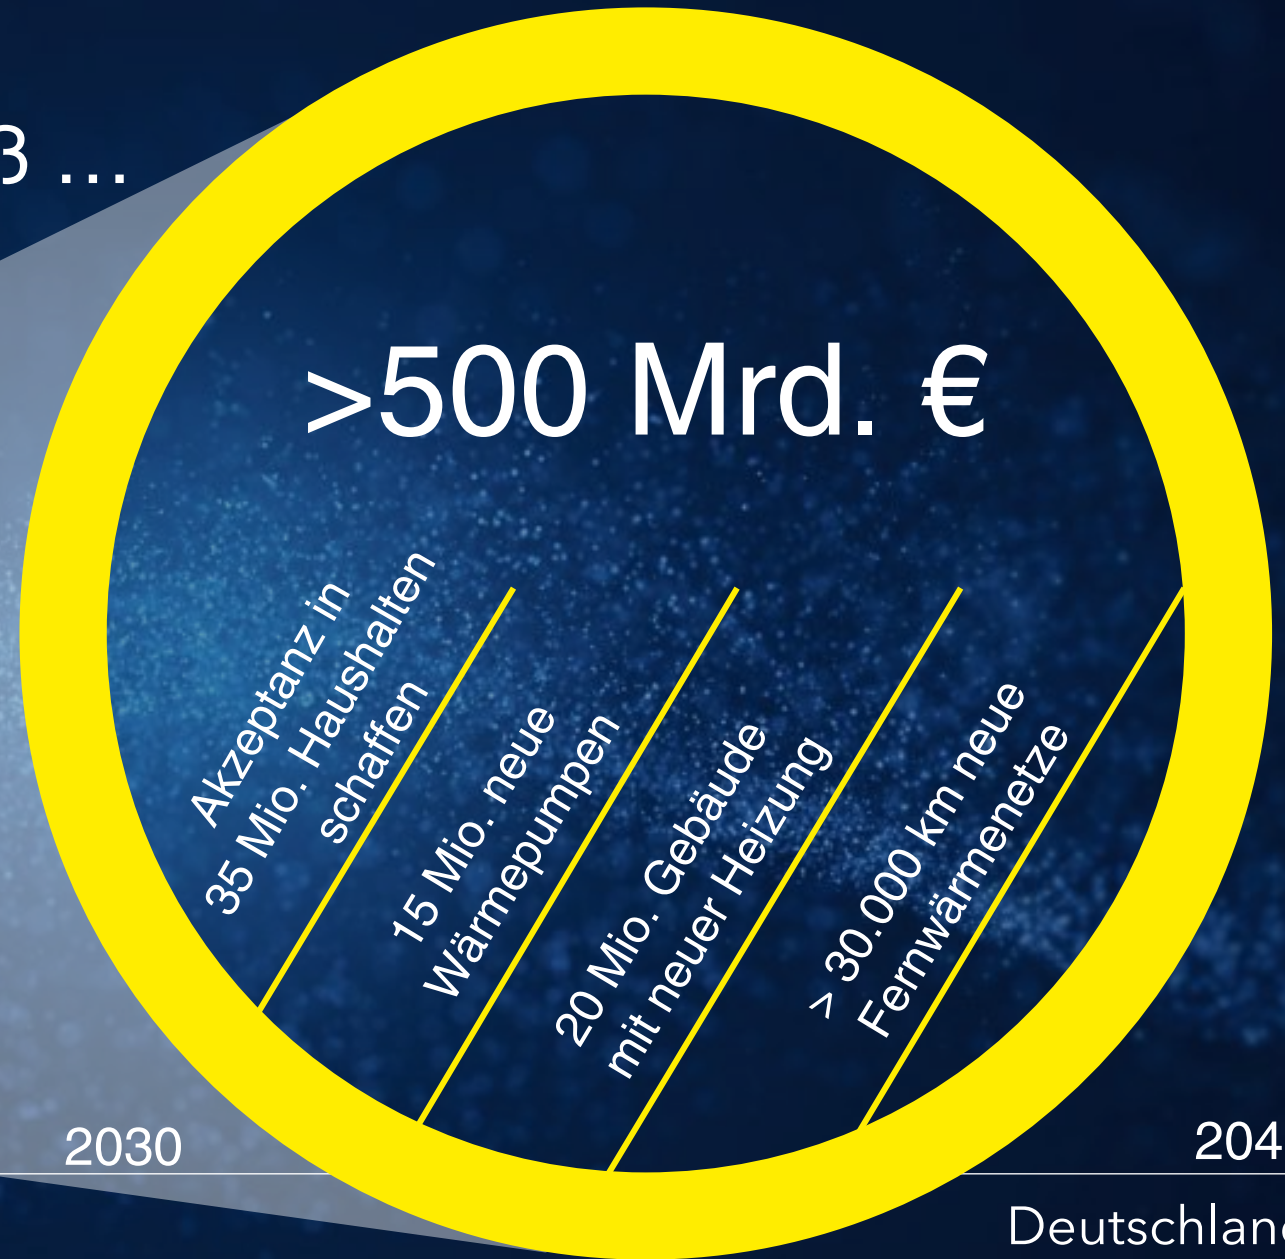 3 ...
>500 Mrd. €
Akzeptanz in
35 Mio. Haushalten
schaffen
15 Mio. neue
Wärmepumpen
20 Mio. Gebäude
mit neuer Heizung
> 30.000 km neue
Fernwärmenetze
2030
204
Deutschland